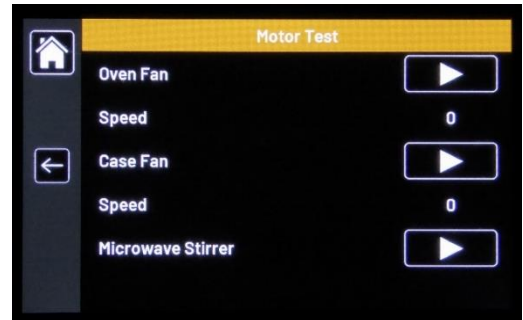 Motor Test
Oven Fan
Speed 0
Case Fan
Speed 0
Microwave Stirrer